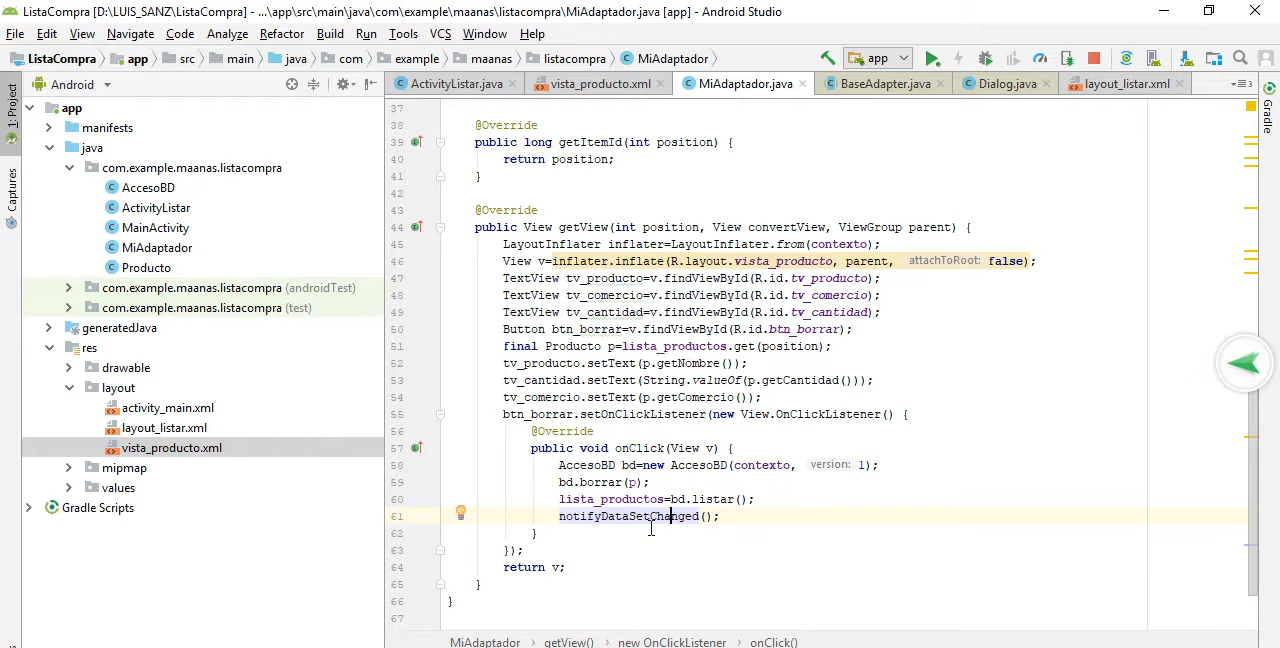 ListaCompra [D:\LUIS_SANZ\ListaCompra] - ...\app\src\main\java\com\example\maanas\listacompra\MiAdaptador.java [app] - Android Studio
File Edit View Navigate Code Analyze Refactor Build Run Tools VCS Window Help
ListaCompra app src main java com example maanas listacompra MiAdaptador app
Android
ActivityListar.java vista_producto.xml MiAdaptador.java BaseAdapter.java Dialog.java layout_listar.xml
1: Project
Captures
Gradle
app
manifests
java
com.example.maanas.listacompra
AccesoBD
ActivityListar
MainActivity
MiAdaptador
Producto
com.example.maanas.listacompra (androidTest)
com.example.maanas.listacompra (test)
generatedJava
res
drawable
layout
activity_main.xml
layout_listar.xml
vista_producto.xml
mipmap
values
Gradle Scripts
37
38 @Override
39 public long getItemId(int position) {
40 return position;
41 }
42
43 @Override
44 public View getView(int position, View convertView, ViewGroup parent) {
45 LayoutInflater inflater=LayoutInflater.from(contexto);
46 View v=inflater.inflate(R.layout.vista_producto, parent, attachToRoot: false);
47 TextView tv_producto=v.findViewById(R.id.tv_producto);
48 TextView tv_comercio=v.findViewById(R.id.tv_comercio);
49 TextView tv_cantidad=v.findViewById(R.id.tv_cantidad);
50 Button btn_borrar=v.findViewById(R.id.btn_borrar);
51 final Producto p=lista_productos.get(position);
52 tv_producto.setText(p.getNombre());
53 tv_cantidad.setText(String.valueOf(p.getCantidad()));
54 tv_comercio.setText(p.getComercio());
55 btn_borrar.setOnClickListener(new View.OnClickListener() {
56 @Override
57 public void onClick(View v) {
58 AccesoBD bd=new AccesoBD(contexto, version: 1);
59 bd.borrar(p);
60 lista_productos=bd.listar();
61 notifyDataSetChanged();
62 }
63 });
64 return v;
65 }
66 }
67
MiAdaptador getView() new OnClickListener onClick()